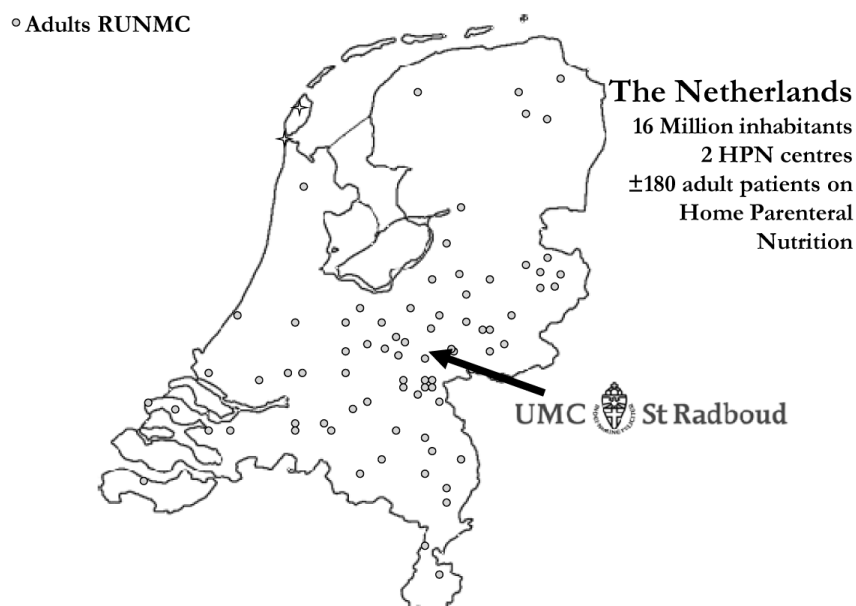 Adults RUNMC
The Netherlands
16 Million inhabitants
2 HPN centres
±180 adult patients on
Home Parenteral
Nutrition
UMC St Radboud